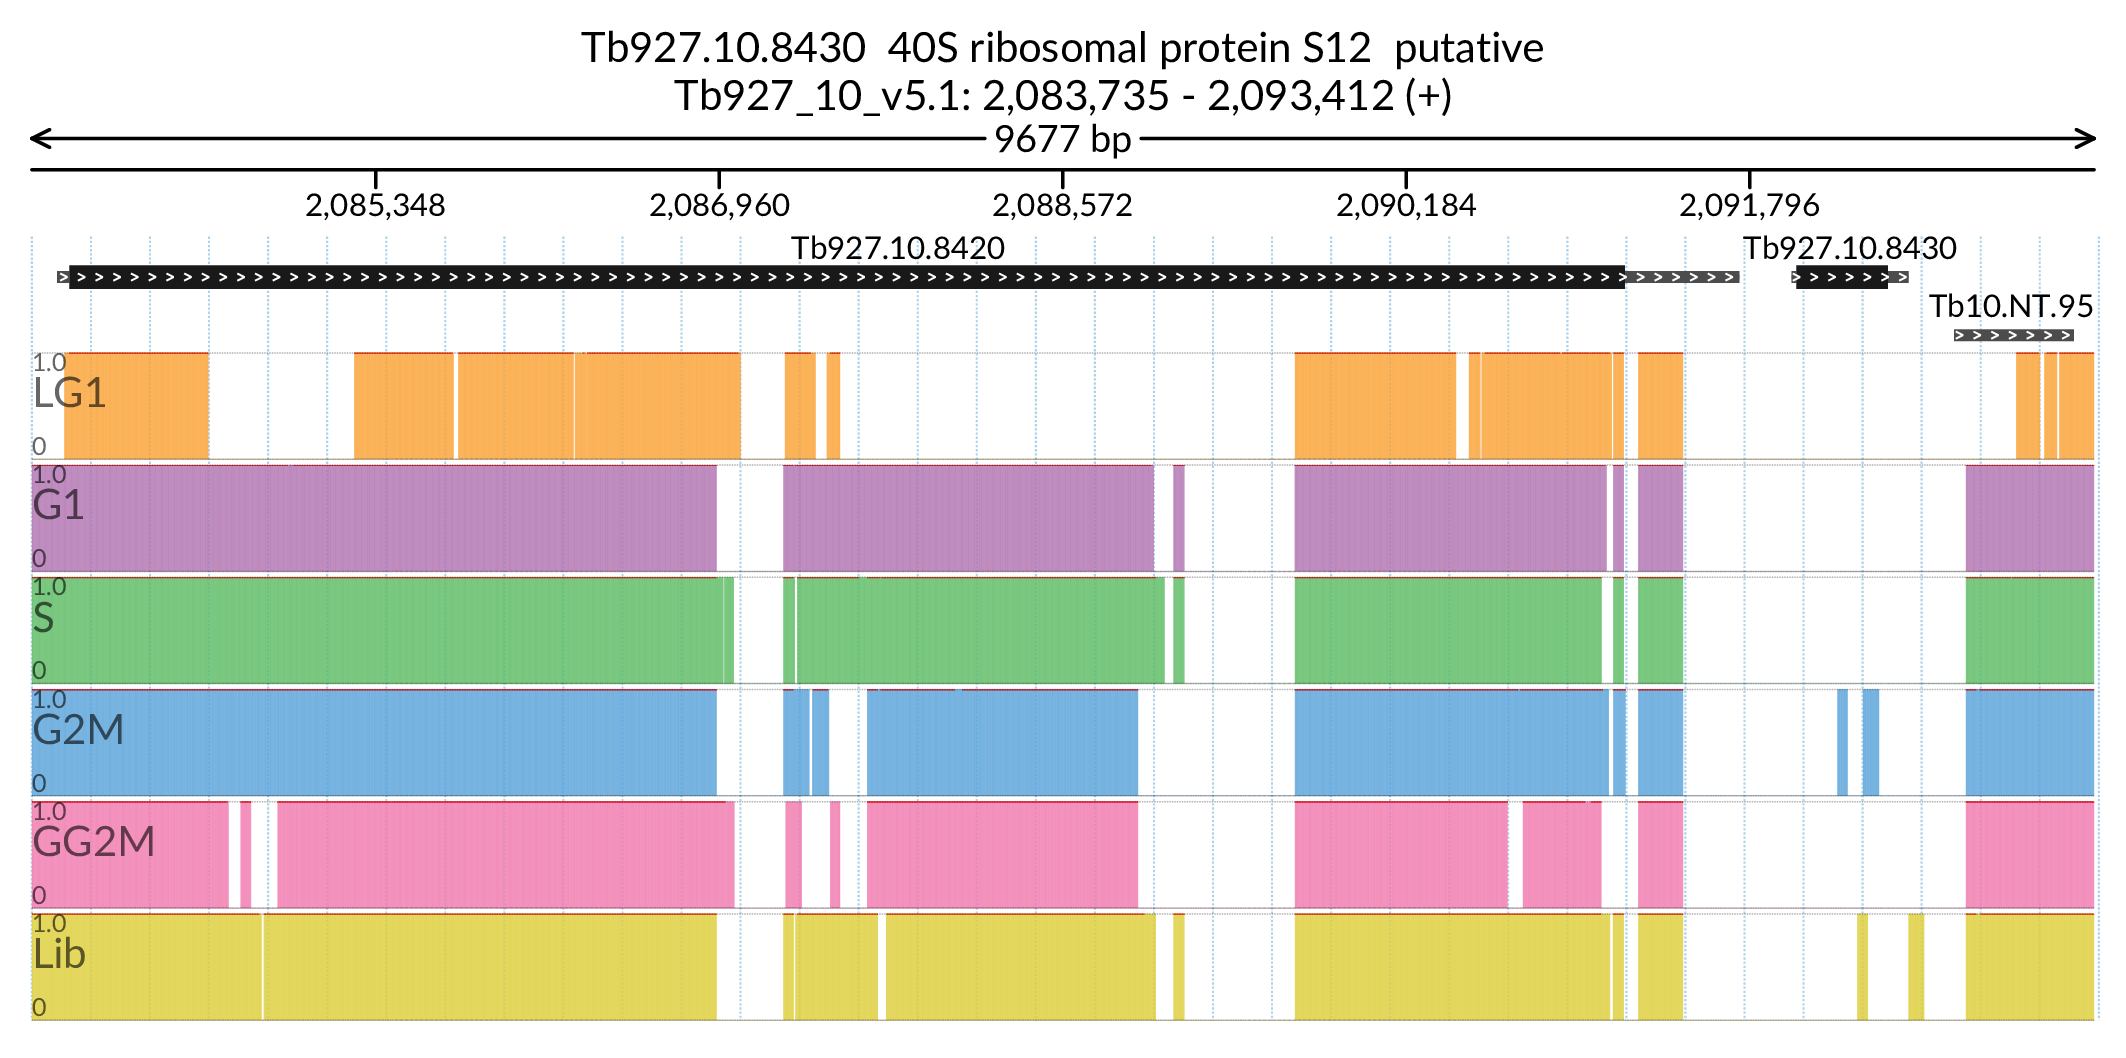 Tb927.10.8430 40S ribosomal protein S12 putative
Tb927_10_v5.1: 2,083,735 - 2,093,412 (+)
9677 bp
2,085,348 2,086,960 2,088,572 2,090,184 2,091,796
Tb927.10.8420 Tb927.10.8430
Tb10.NT.95
1.0
LG1
0
1.0
G1
0
1.0
S
0
1.0
G2M
0
1.0
GG2M
0
1.0
Lib
0